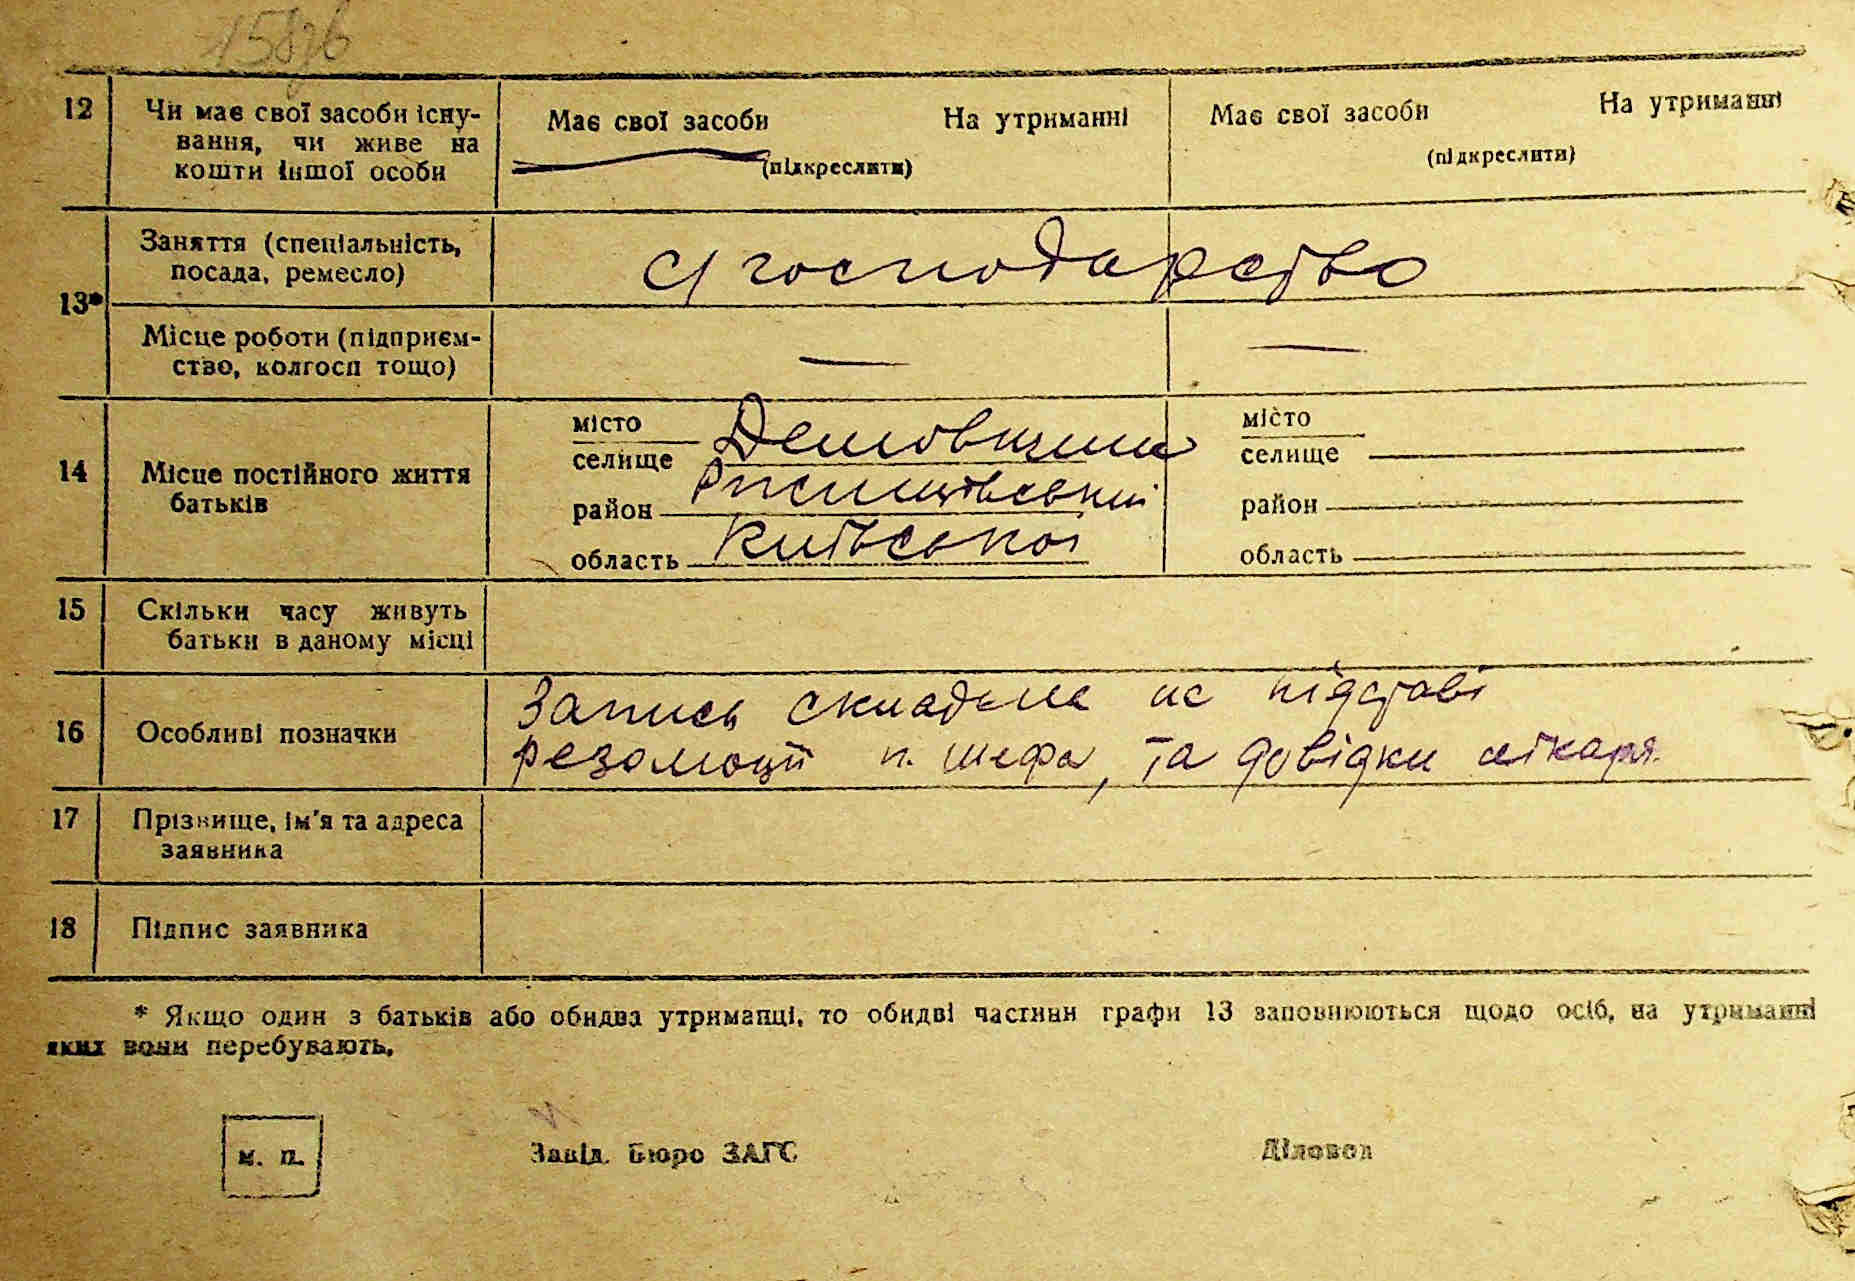 12 Чи має свої засоби існу-
вання, чи живе на
кошти іншої особи
Має свої засоби На утриманні
(підкреслити)
Має свої засоби На утриманні
(підкреслити)
13* Заняття (спеціальність,
посада, ремесло)
с/господарство
Місце роботи (підприєм-
ство, колгосп тощо)
— —
14 Місце постійного життя
батьків
місто
селище
район Ржищівський
область Київської
місто
селище
район
область
15 Скільки часу живуть
батьки в даному місці
16 Особливі позначки
Запись складена на підставі
резолюції п. шефа, та довідки лікаря.
17 Прізвище, ім'я та адреса
заявника
18 Підпис заявника
* Якщо один з батьків або обидва утриманці, то обидві частини графи 13 заповнюються щодо осіб, на утриманні
яких вони перебувають.
м. п. Завід. Бюро ЗАГС Діловод